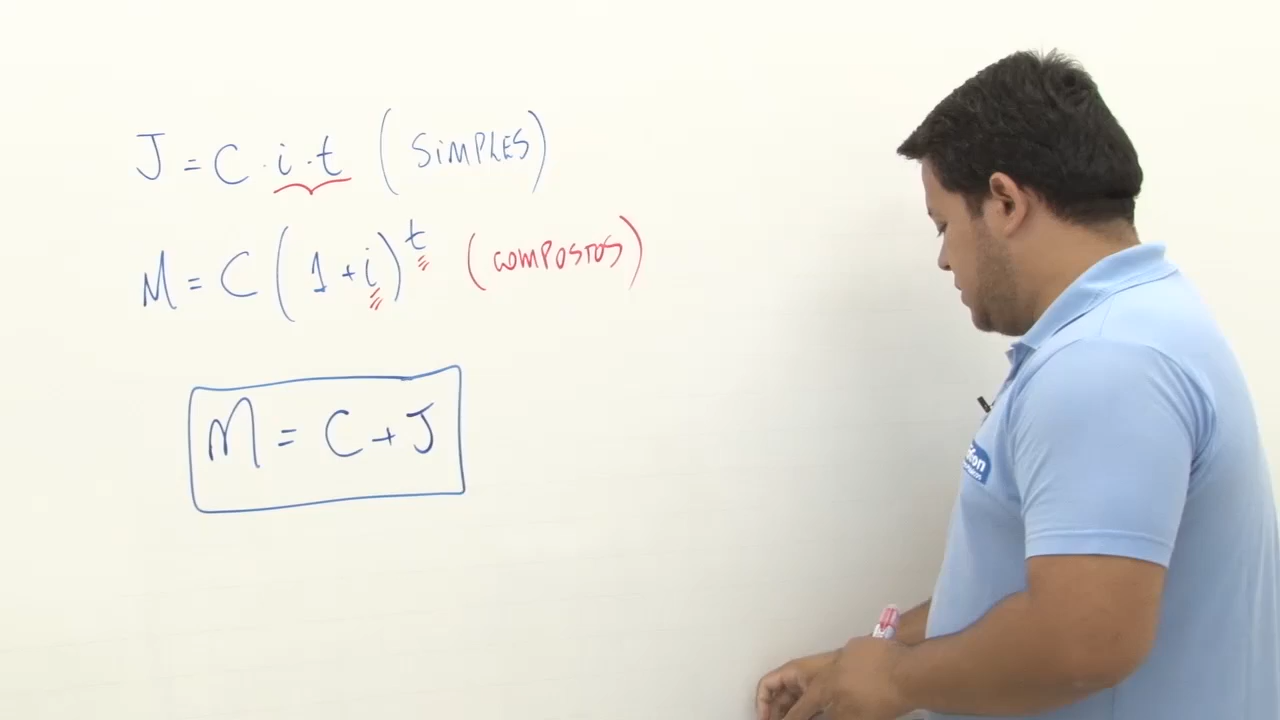 J = C · i · t (SIMPLES)
M = C (1 + i)^t (COMPOSTOS)
M = C + J